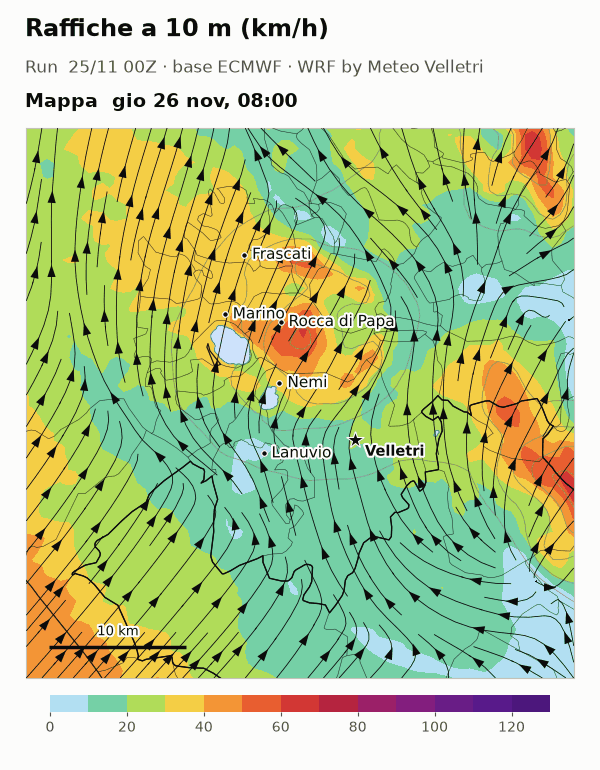 Raffiche a 10 m (km/h)
Run  25/11 00Z · base ECMWF · WRF by Meteo Velletri
Mappa  gio 26 nov, 08:00
Frascati
Marino
Rocca di Papa
Nemi
Velletri
Lanuvio
10 km
0 20 40 60 80 100 120